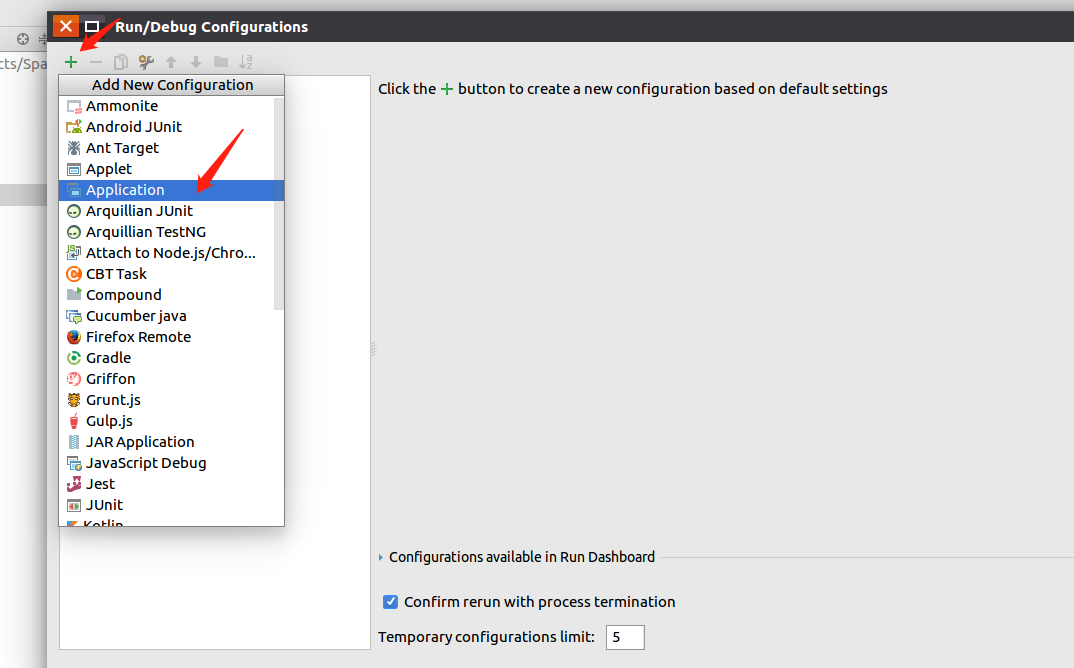 Run/Debug Configurations
cts/Spa
Add New Configuration
Click the + button to create a new configuration based on default settings
Ammonite
Android JUnit
Ant Target
Applet
Application
Arquillian JUnit
Arquillian TestNG
Attach to Node.js/Chro...
CBT Task
Compound
Cucumber java
Firefox Remote
Gradle
Griffon
Grunt.js
Gulp.js
JAR Application
JavaScript Debug
Jest
JUnit
Kotlin
Configurations available in Run Dashboard
Confirm rerun with process termination
Temporary configurations limit: 5